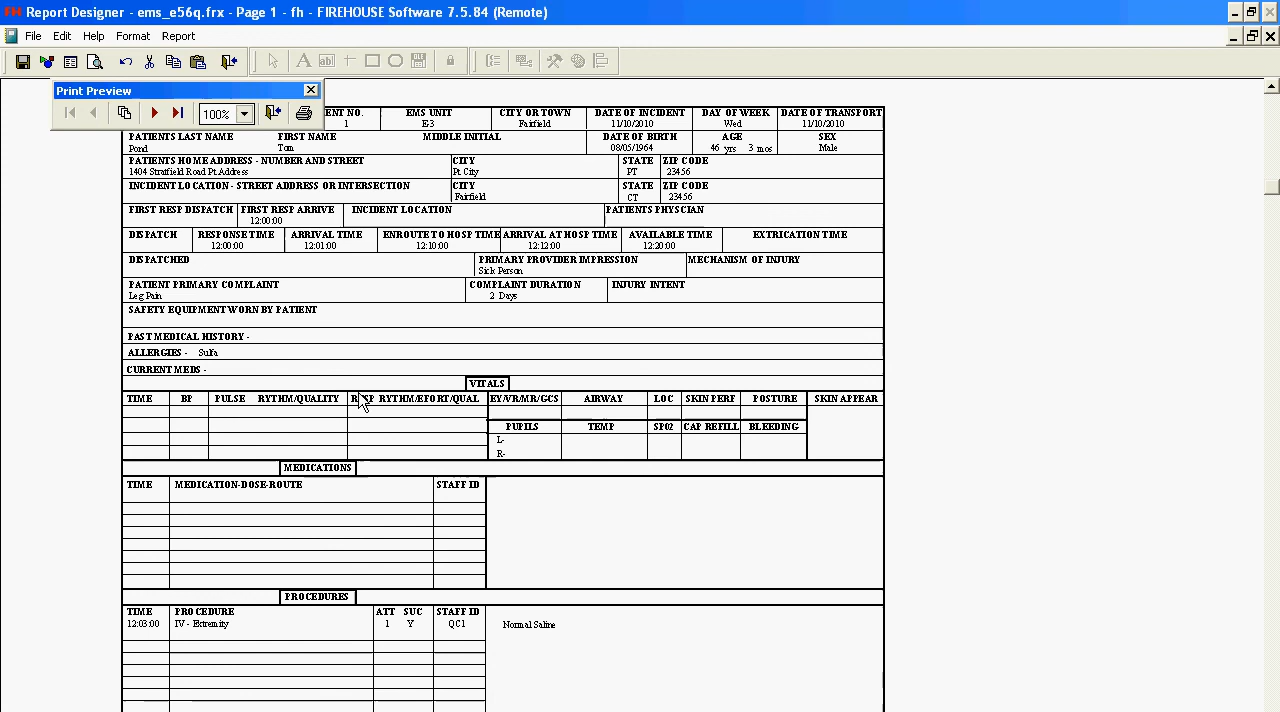 Report Designer - ems_e56q.frx - Page 1 - fh - FIREHOUSE Software 7.5.84 (Remote)
File Edit Help Format Report
Print Preview
100%
ENT NO. EMS UNIT CITY OR TOWN DATE OF INCIDENT DAY OF WEEK DATE OF TRANSPORT
1 E3 Fairfield 11/10/2010 Wed 11/10/2010
PATIENTS LAST NAME FIRST NAME MIDDLE INITIAL DATE OF BIRTH AGE SEX
Pond Tom 08/05/1964 46 yrs 3 mos Male
PATIENTS HOME ADDRESS - NUMBER AND STREET CITY STATE ZIP CODE
1404 Stratfield Road Pt.Address Pt City PT 23456
INCIDENT LOCATION - STREET ADDRESS OR INTERSECTION CITY STATE ZIP CODE
Fairfield CT 23456
FIRST RESP DISPATCH FIRST RESP ARRIVE INCIDENT LOCATION PATIENTS PHYSCIAN
12:00:00
DISPATCH RESPONSE TIME ARRIVAL TIME ENROUTE TO HOSP TIME ARRIVAL AT HOSP TIME AVAILABLE TIME EXTRICATION TIME
12:00:00 12:01:00 12:10:00 12:12:00 12:20:00
DISPATCHED PRIMARY PROVIDER IMPRESSION MECHANISM OF INJURY
Sick Person
PATIENT PRIMARY COMPLAINT COMPLAINT DURATION INJURY INTENT
Leg Pain 2 Days
SAFETY EQUIPMENT WORN BY PATIENT
PAST MEDICAL HISTORY -
ALLERGIES - Sulfa
CURRENT MEDS -
VITALS
TIME BP PULSE RYTHM/QUALITY RESP RYTHM/EFORT/QUAL EY/VR/MR/GCS AIRWAY LOC SKIN PERF POSTURE SKIN APPEAR
PUPILS TEMP SP02 CAP REFILL BLEEDING
L-
R-
MEDICATIONS
TIME MEDICATION-DOSE-ROUTE STAFF ID
PROCEDURES
TIME PROCEDURE ATT SUC STAFF ID
12:03:00 IV - Extremity 1 Y QC1 Normal Saline